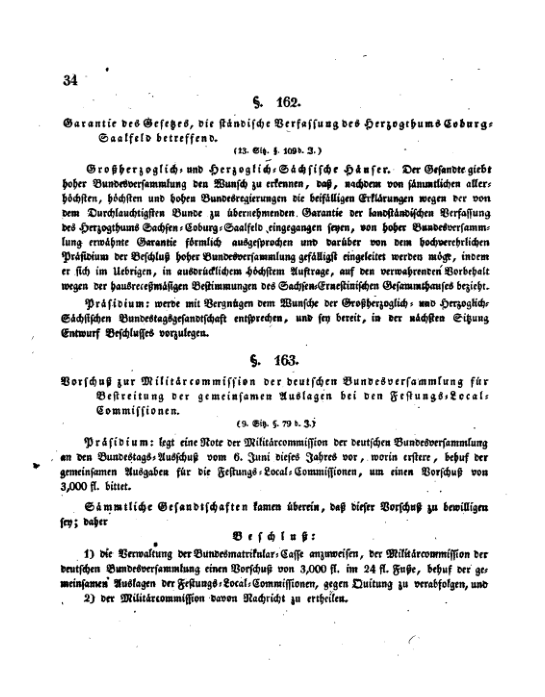 34
§. 162.
Garantie des Gesetzes, die ständische Verfassung des Herzogthums Coburg-
Saalfeld betreffend.
(13. Sitz. §. 109 d. J.)
Großherzoglich- und Herzoglich-Sächsische Häuser. Der Gesandte giebt
hoher Bundesversammlung den Wunsch zu erkennen, daß, nachdem von sämmtlichen aller-
höchsten, höchsten und hohen Bundesregierungen die beifälligen Erklärungen wegen der von
dem Durchlauchtigsten Bunde zu übernehmenden Garantie der landständischen Verfassung
des Herzogthums Sachsen-Coburg-Saalfeld eingegangen seyen, von hoher Bundesversamm-
lung erwähnte Garantie förmlich ausgesprochen und darüber von dem hochverehrlichen
Präsidium der Beschluß hoher Bundesversammlung gefälligst eingeleitet werden möge, indem
er sich im Uebrigen, in ausdrücklichem höchstem Auftrage, auf den verwahrenden Vorbehalt
wegen der hausreceßmäsigen Bestimmungen des Sachsen-Ernestinischen Gesammthauses bezieht.
Präsidium: werde mit Vergnügen dem Wunsche der Großherzoglich- und Herzoglich-
Sächsischen Bundestagsgesandtschaft entsprechen, und sey bereit, in der nächsten Sitzung
Entwurf Beschlusses vorzulegen.
§. 163.
Vorschuß zur Militärcommission der deutschen Bundesversammlung für
Bestreitung der gemeinsamen Auslagen bei den Festungs-Local-
Commissionen.
(9. Sitz. §. 79 d. J.)
Präsidium: legt eine Note der Militärcommission der deutschen Bundesversammlung
an den Bundestags-Ausschuß vom 6. Juni dieses Jahres vor, worin erstere, behuf der
gemeinsamen Ausgaben für die Festungs-Local-Commissionen, um einen Vorschuß von
3,000 fl. bittet.
Sämmtliche Gesandtschaften kamen überein, daß dieser Vorschuß zu bewilligen
sey; daher
Beschluß:
1) die Verwaltung der Bundesmatrikular-Casse anzuweisen, der Militärcommission der
deutschen Bundesversammlung einen Vorschuß von 3,000 fl. im 24 fl. Fuße, behuf der ge-
meinsamen Auslagen der Festungs-Local-Commissionen, gegen Quitung zu verabfolgen, und
2) der Militärcommission davon Nachricht zu ertheilen.